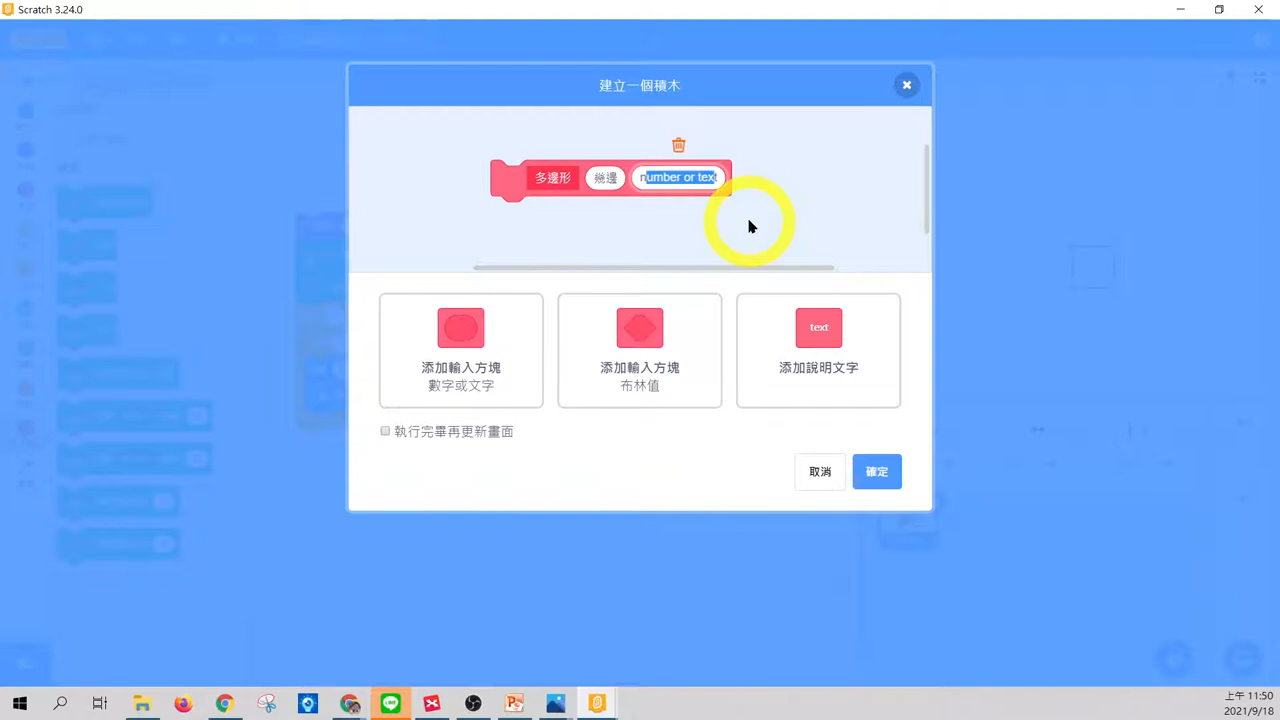 Scratch 3.24.0
建立一個積木
多邊形 幾邊 number or text
text
添加輸入方塊
數字或文字
添加輸入方塊
布林值
添加說明文字
執行完畢再更新畫面
取消 確定
LINE
上午 11:50
2021/9/18